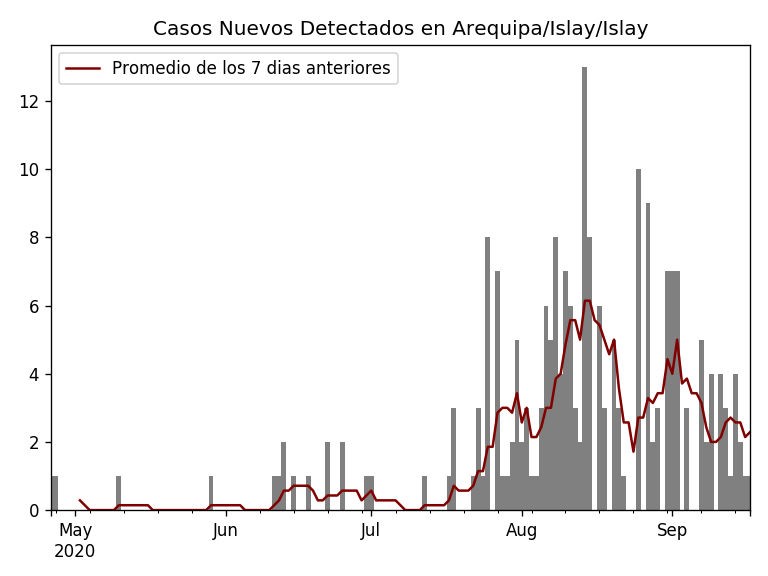 Casos Nuevos Detectados en Arequipa/Islay/Islay
Promedio de los 7 dias anteriores
12
10
8
6
4
2
0
May Jun Jul Aug Sep
2020